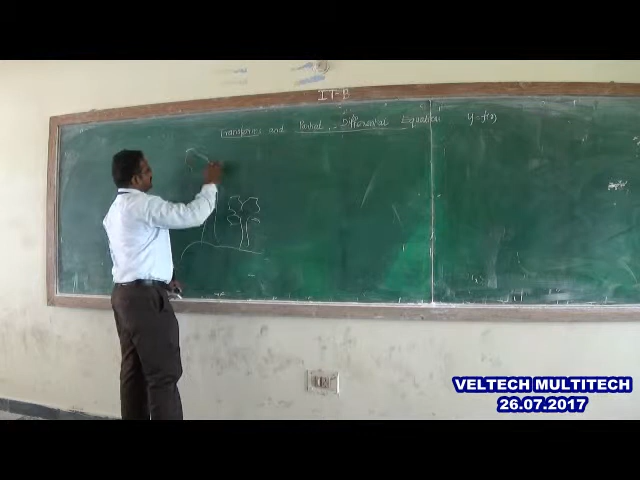 IT-B
Transforms and Partial Differential Equation
y=f(x)
VELTECH MULTITECH
26.07.2017